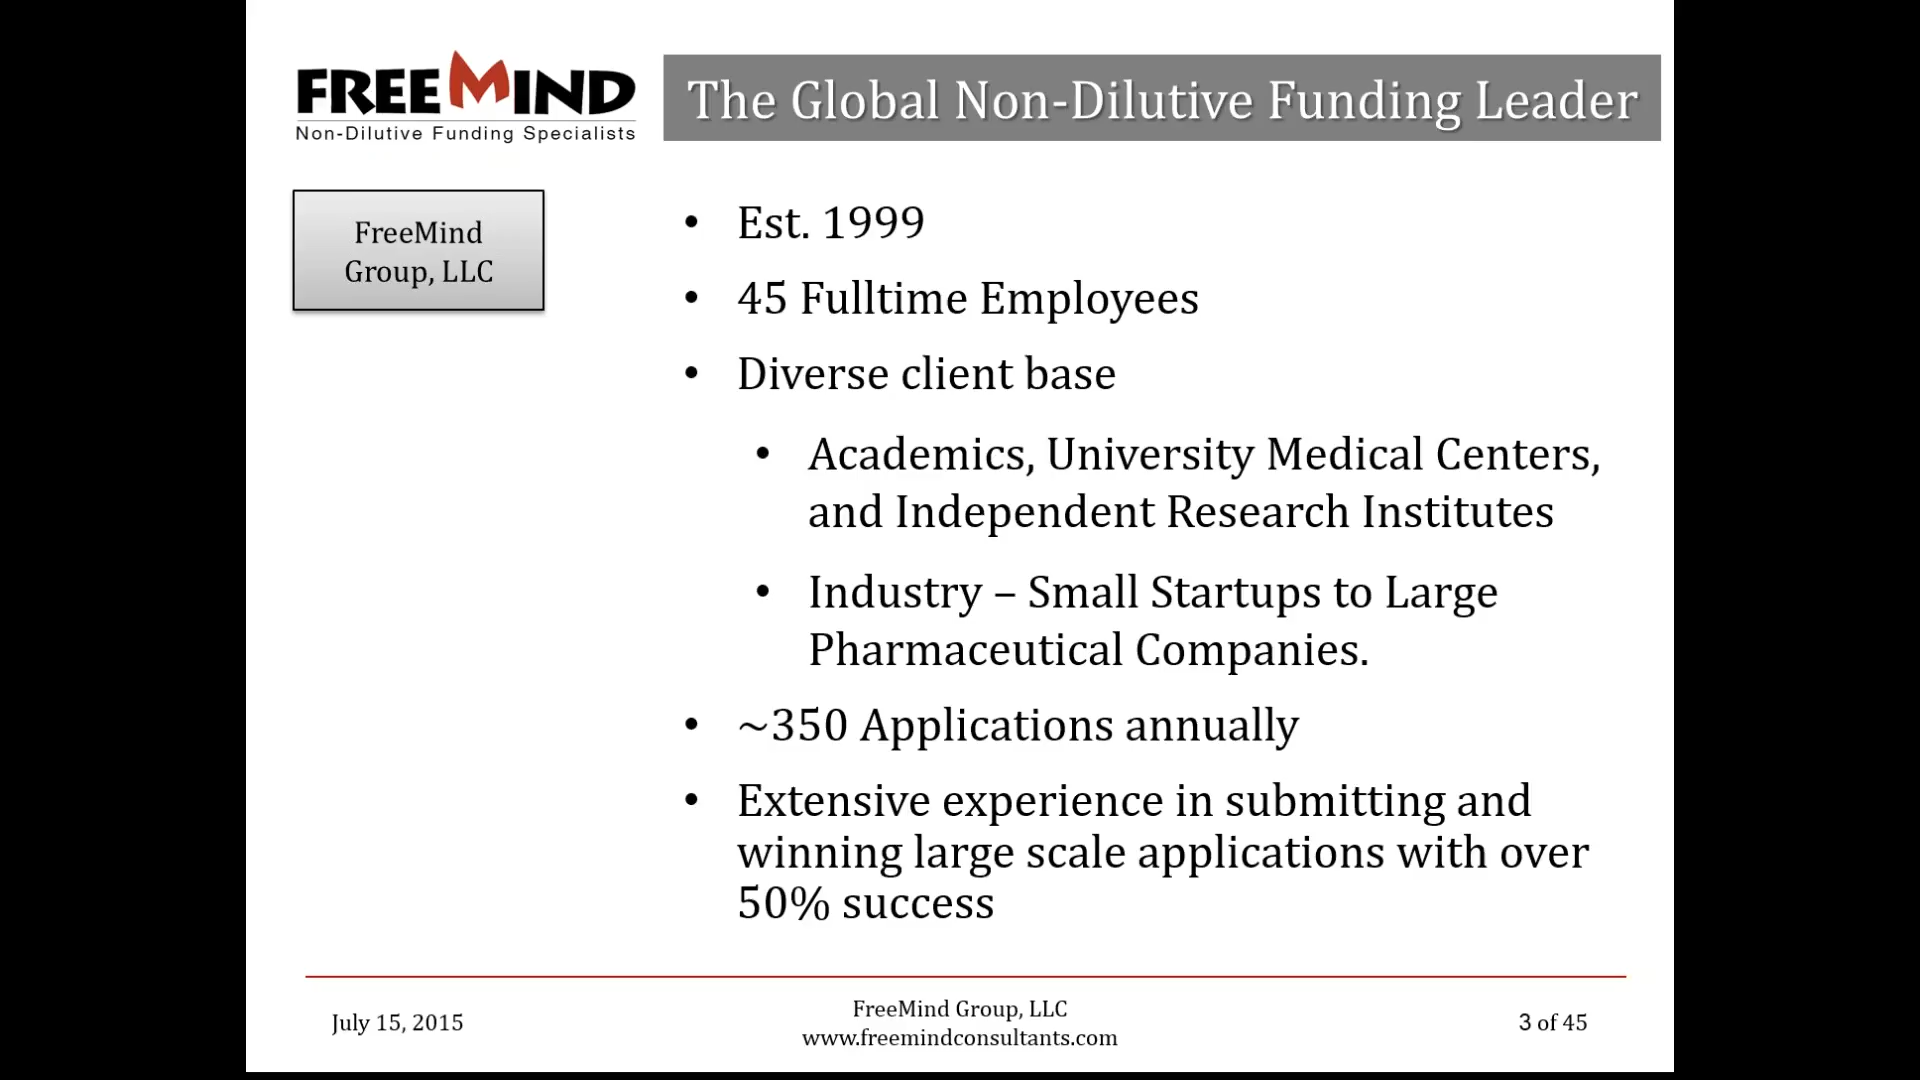 FREEMIND
Non-Dilutive Funding Specialists
The Global Non-Dilutive Funding Leader
FreeMind
Group, LLC
• Est. 1999
• 45 Fulltime Employees
• Diverse client base
• Academics, University Medical Centers,
and Independent Research Institutes
• Industry – Small Startups to Large
Pharmaceutical Companies.
• ~350 Applications annually
• Extensive experience in submitting and
winning large scale applications with over
50% success
July 15, 2015
FreeMind Group, LLC
www.freemindconsultants.com
3 of 45